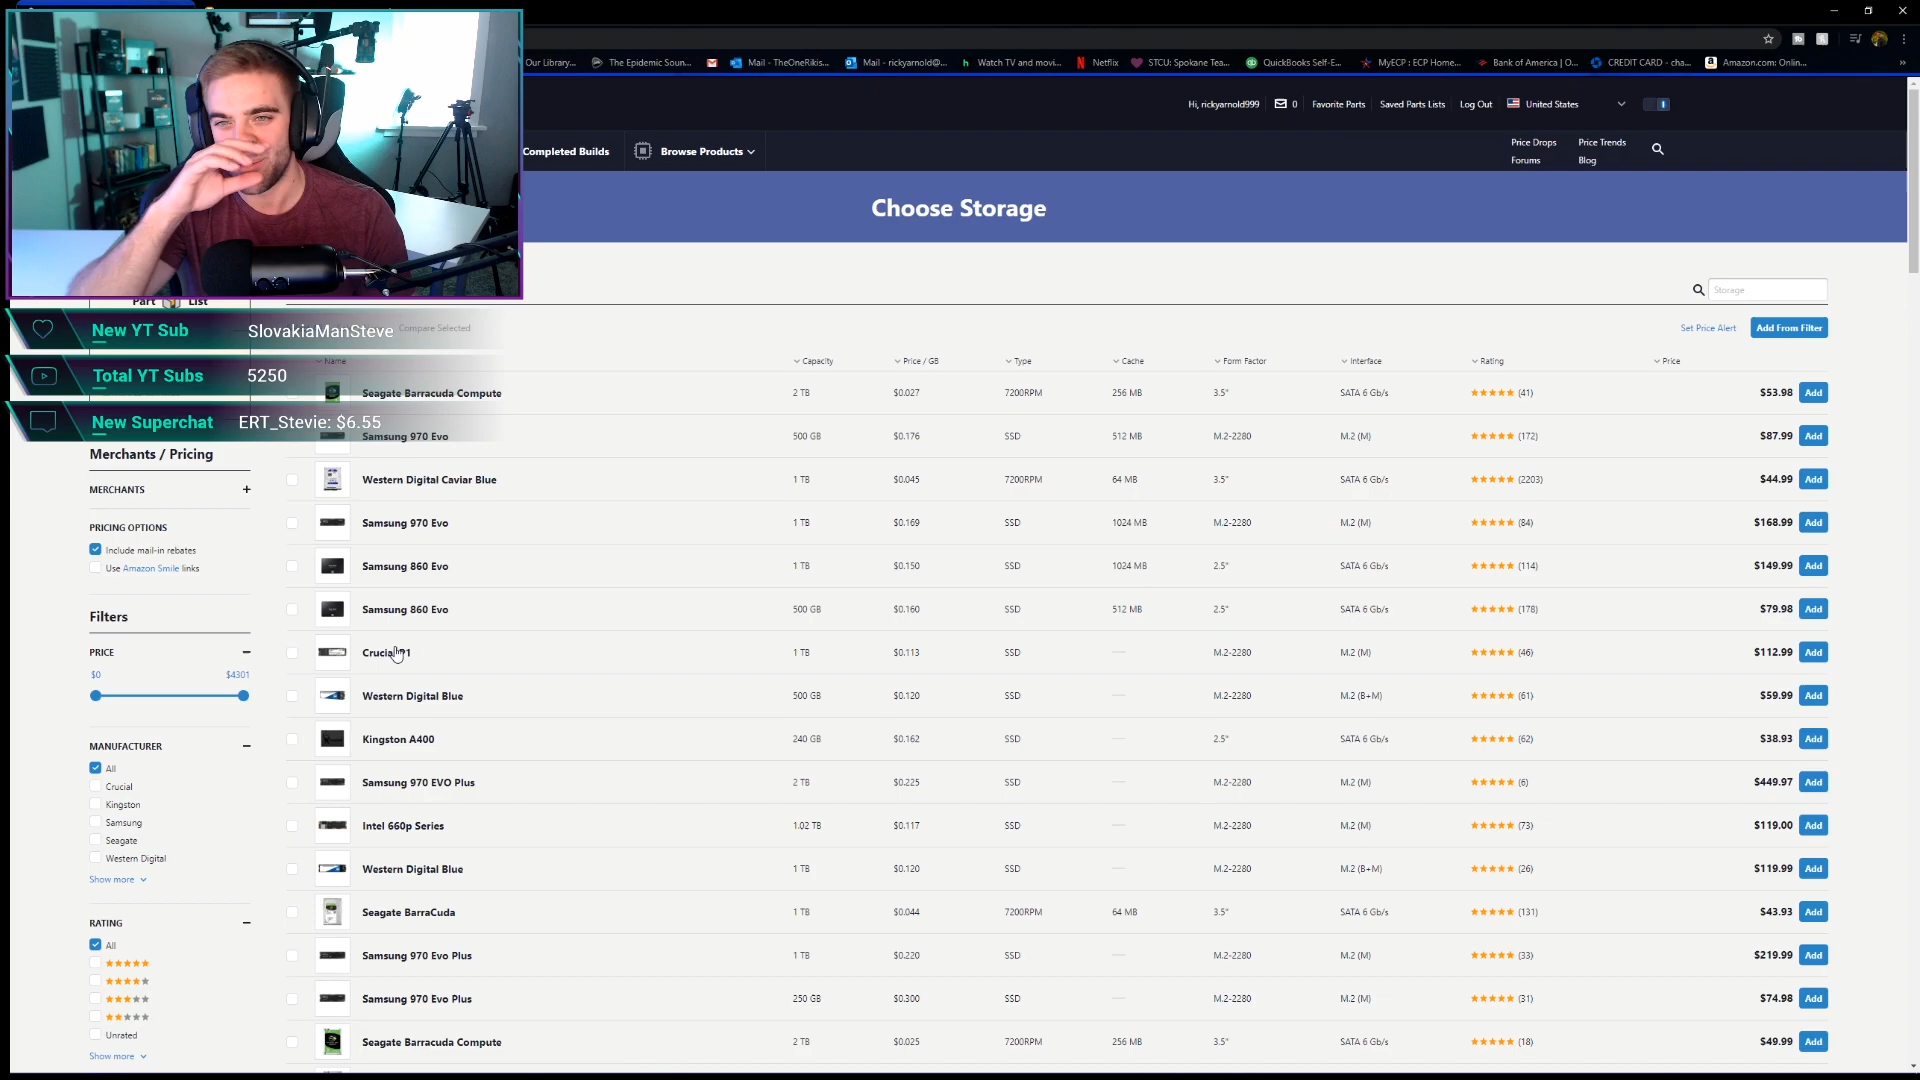 Our Library...
The Epidemic Soun...
Mail - TheOneRikis...
Mail - rickyarnold@...
Watch TV and movi...
Netflix
STCU: Spokane Tea...
QuickBooks Self-E...
MyECP : ECP Home...
Bank of America | O...
CREDIT CARD - cha...
Amazon.com: Onlin...
Hi, rickyarnold999
0
Favorite Parts
Saved Parts Lists
Log Out
United States
Completed Builds
Browse Products
Price Drops
Price Trends
Forums
Blog
Choose Storage
Part List
Storage
New YT Sub SlovakiaManSteve
Compare Selected
Set Price Alert
Add From Filter
Total YT Subs 5250
New Superchat ERT_Stevie: $6.55
Name Capacity Price / GB Type Cache Form Factor Interface Rating Price
Seagate Barracuda Compute 2 TB $0.027 7200RPM 256 MB 3.5" SATA 6 Gb/s (41) $53.98 Add
Samsung 970 Evo 500 GB $0.176 SSD 512 MB M.2-2280 M.2 (M) (172) $87.99 Add
Western Digital Caviar Blue 1 TB $0.045 7200RPM 64 MB 3.5" SATA 6 Gb/s (2203) $44.99 Add
Samsung 970 Evo 1 TB $0.169 SSD 1024 MB M.2-2280 M.2 (M) (84) $168.99 Add
Samsung 860 Evo 1 TB $0.150 SSD 1024 MB 2.5" SATA 6 Gb/s (114) $149.99 Add
Samsung 860 Evo 500 GB $0.160 SSD 512 MB 2.5" SATA 6 Gb/s (178) $79.98 Add
Crucial P1 1 TB $0.113 SSD — M.2-2280 M.2 (M) (46) $112.99 Add
Western Digital Blue 500 GB $0.120 SSD — M.2-2280 M.2 (B+M) (61) $59.99 Add
Kingston A400 240 GB $0.162 SSD — 2.5" SATA 6 Gb/s (62) $38.93 Add
Samsung 970 EVO Plus 2 TB $0.225 SSD — M.2-2280 M.2 (M) (6) $449.97 Add
Intel 660p Series 1.02 TB $0.117 SSD — M.2-2280 M.2 (M) (73) $119.00 Add
Western Digital Blue 1 TB $0.120 SSD — M.2-2280 M.2 (B+M) (26) $119.99 Add
Seagate BarraCuda 1 TB $0.044 7200RPM 64 MB 3.5" SATA 6 Gb/s (131) $43.93 Add
Samsung 970 Evo Plus 1 TB $0.220 SSD — M.2-2280 M.2 (M) (33) $219.99 Add
Samsung 970 Evo Plus 250 GB $0.300 SSD — M.2-2280 M.2 (M) (31) $74.98 Add
Seagate Barracuda Compute 2 TB $0.025 7200RPM 256 MB 3.5" SATA 6 Gb/s (18) $49.99 Add
Merchants / Pricing
MERCHANTS +
PRICING OPTIONS
Include mail-in rebates
Use Amazon Smile links
Filters
PRICE
$0 $4301
MANUFACTURER
All
Crucial
Kingston
Samsung
Seagate
Western Digital
Show more
RATING
All
Unrated
Show more